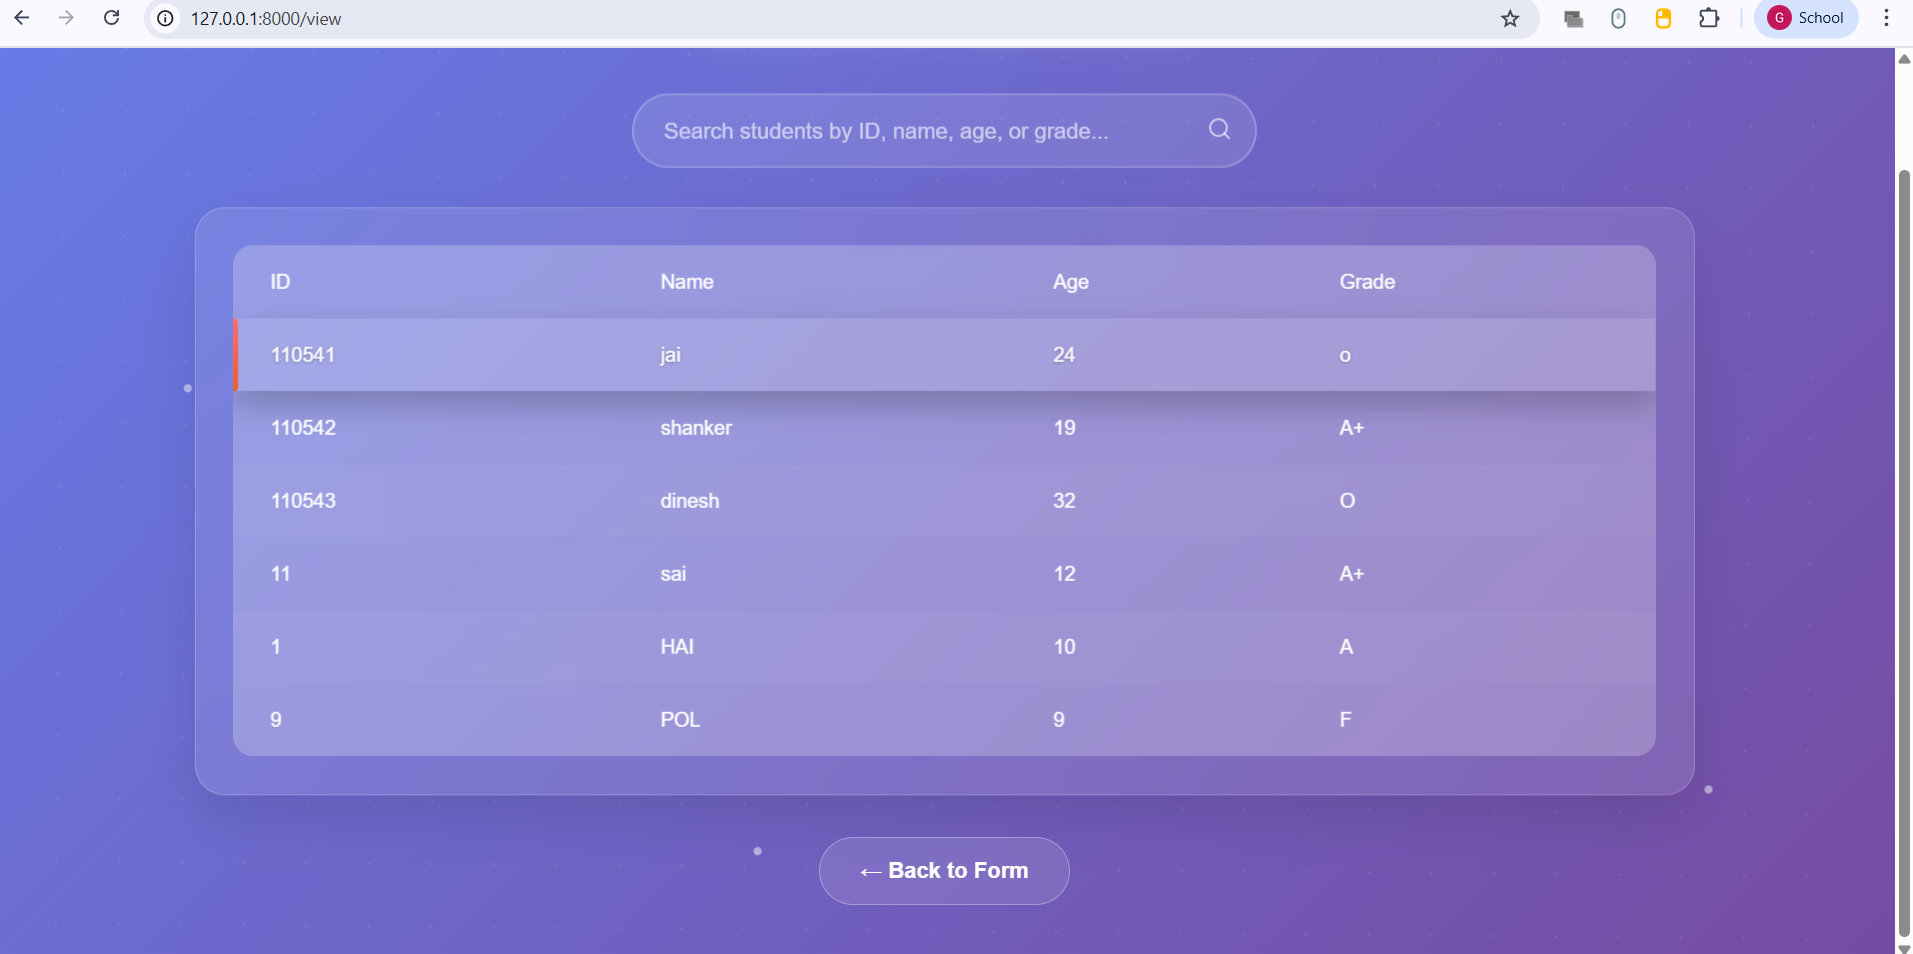 127.0.0.1:8000/view
G School
Search students by ID, name, age, or grade...
ID Name Age Grade
110541 jai 24 o
110542 shanker 19 A+
110543 dinesh 32 O
11 sai 12 A+
1 HAI 10 A
9 POL 9 F
← Back to Form